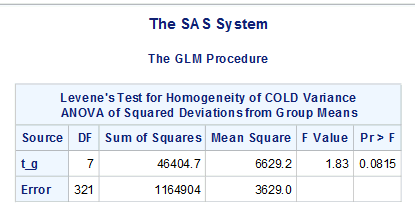 The SAS System
The GLM Procedure
Levene's Test for Homogeneity of COLD Variance
ANOVA of Squared Deviations from Group Means
Source DF Sum of Squares Mean Square F Value Pr > F
t_g 7 46404.7 6629.2 1.83 0.0815
Error 321 1164904 3629.0